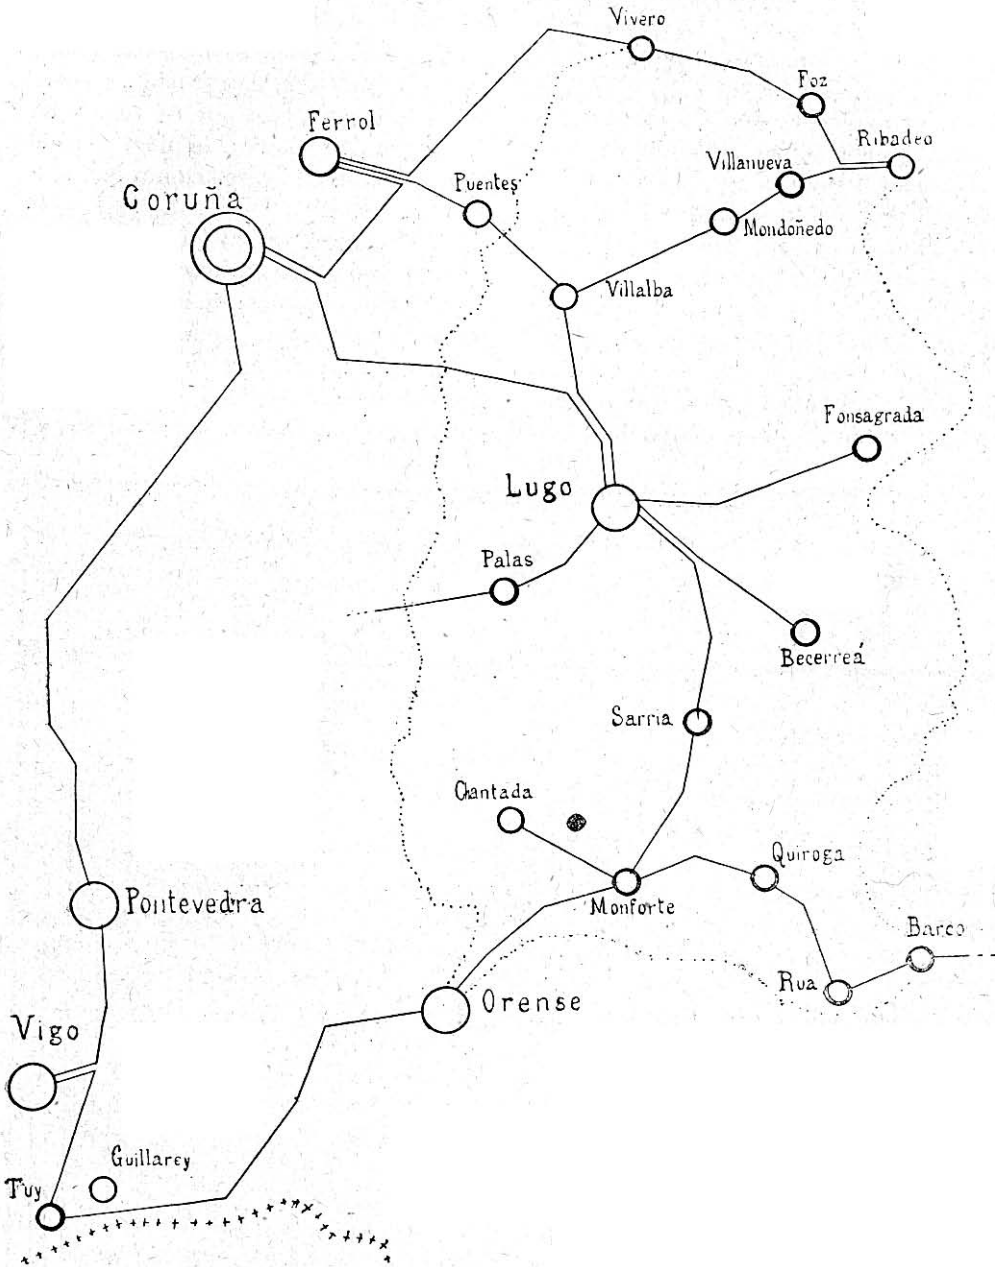 Vivero
Foz
Ferrol
Ribadeo
Villanueva
Coruña
Puentes
Mondoñedo
Villalba
Fonsagrada
Lugo
Palas
Becerreá
Sarria
Chantada
Quiroga
Pontevedra
Monforte
Barco
Rua
Orense
Vigo
Guillarey
Tuy